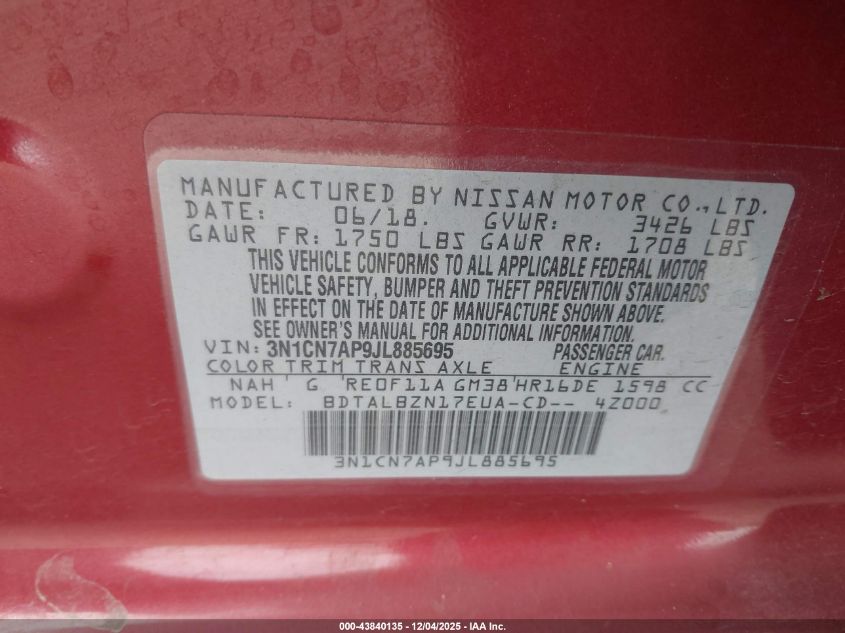 MANUFACTURED BY NISSAN MOTOR CO.,LTD.
DATE: 06/18. GVWR: 3426 LBS
GAWR FR: 1750 LBS GAWR RR: 1708 LBS
THIS VEHICLE CONFORMS TO ALL APPLICABLE FEDERAL MOTOR
VEHICLE SAFETY, BUMPER AND THEFT PREVENTION STANDARDS
IN EFFECT ON THE DATE OF MANUFACTURE SHOWN ABOVE.
SEE OWNER'S MANUAL FOR ADDITIONAL INFORMATION.
VIN: 3N1CN7AP9JL885695 PASSENGER CAR.
COLOR TRIM TRANS AXLE ENGINE
NAH G RE0F11A GM38 HR16DE 1598 CC
MODEL: BDTALBZN17EUA-CD-- 4Z000
3N1CN7AP9JL885695
000-43840135 - 12/04/2025 - IAA Inc.